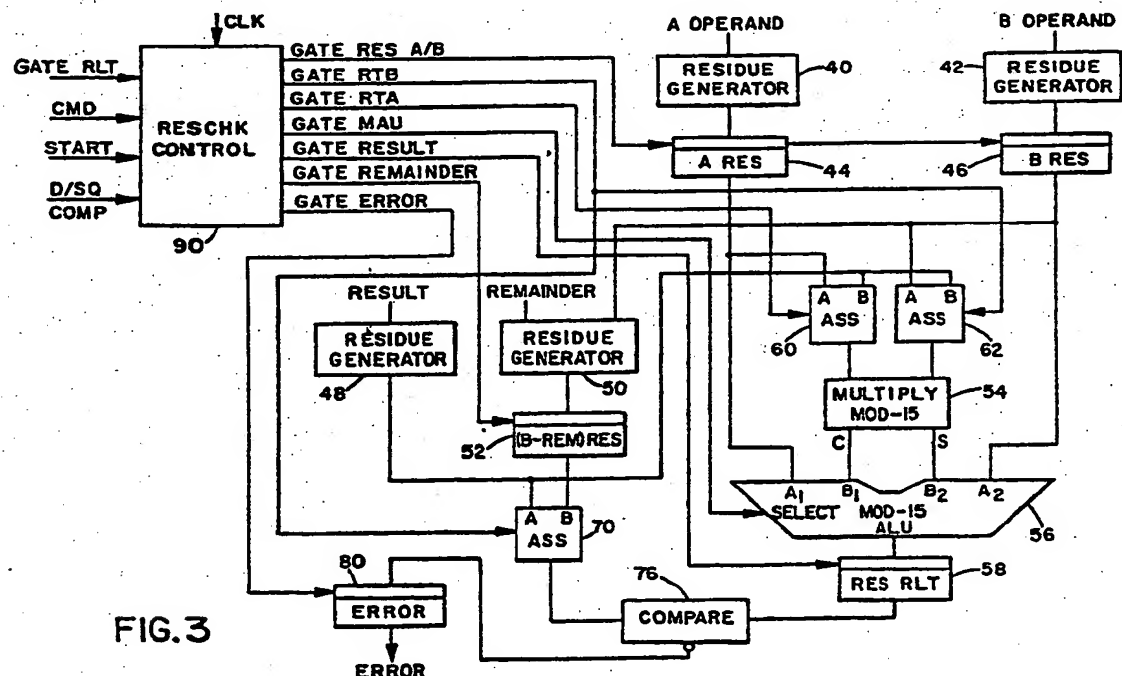 CLK
A OPERAND
B OPERAND
GATE RLT
CMD
START
D/SQ
COMP
RESCHK
CONTROL
90
GATE RES A/B
GATE RTB
GATE RTA
GATE MAU
GATE RESULT
GATE REMAINDER
GATE ERROR
RESIDUE
GENERATOR
40
42
RESIDUE
GENERATOR
A RES
44
46
B RES
RESULT
REMAINDER
RESIDUE
GENERATOR
48
RESIDUE
GENERATOR
50
52
(B-REM)RES
A B
ASS
60
A B
ASS
62
MULTIPLY
MOD-15
54
C
S
A1 B1 B2 A2
SELECT MOD-15
ALU
56
A B
ASS
70
RES RLT
58
76
COMPARE
80
ERROR
ERROR
FIG.3